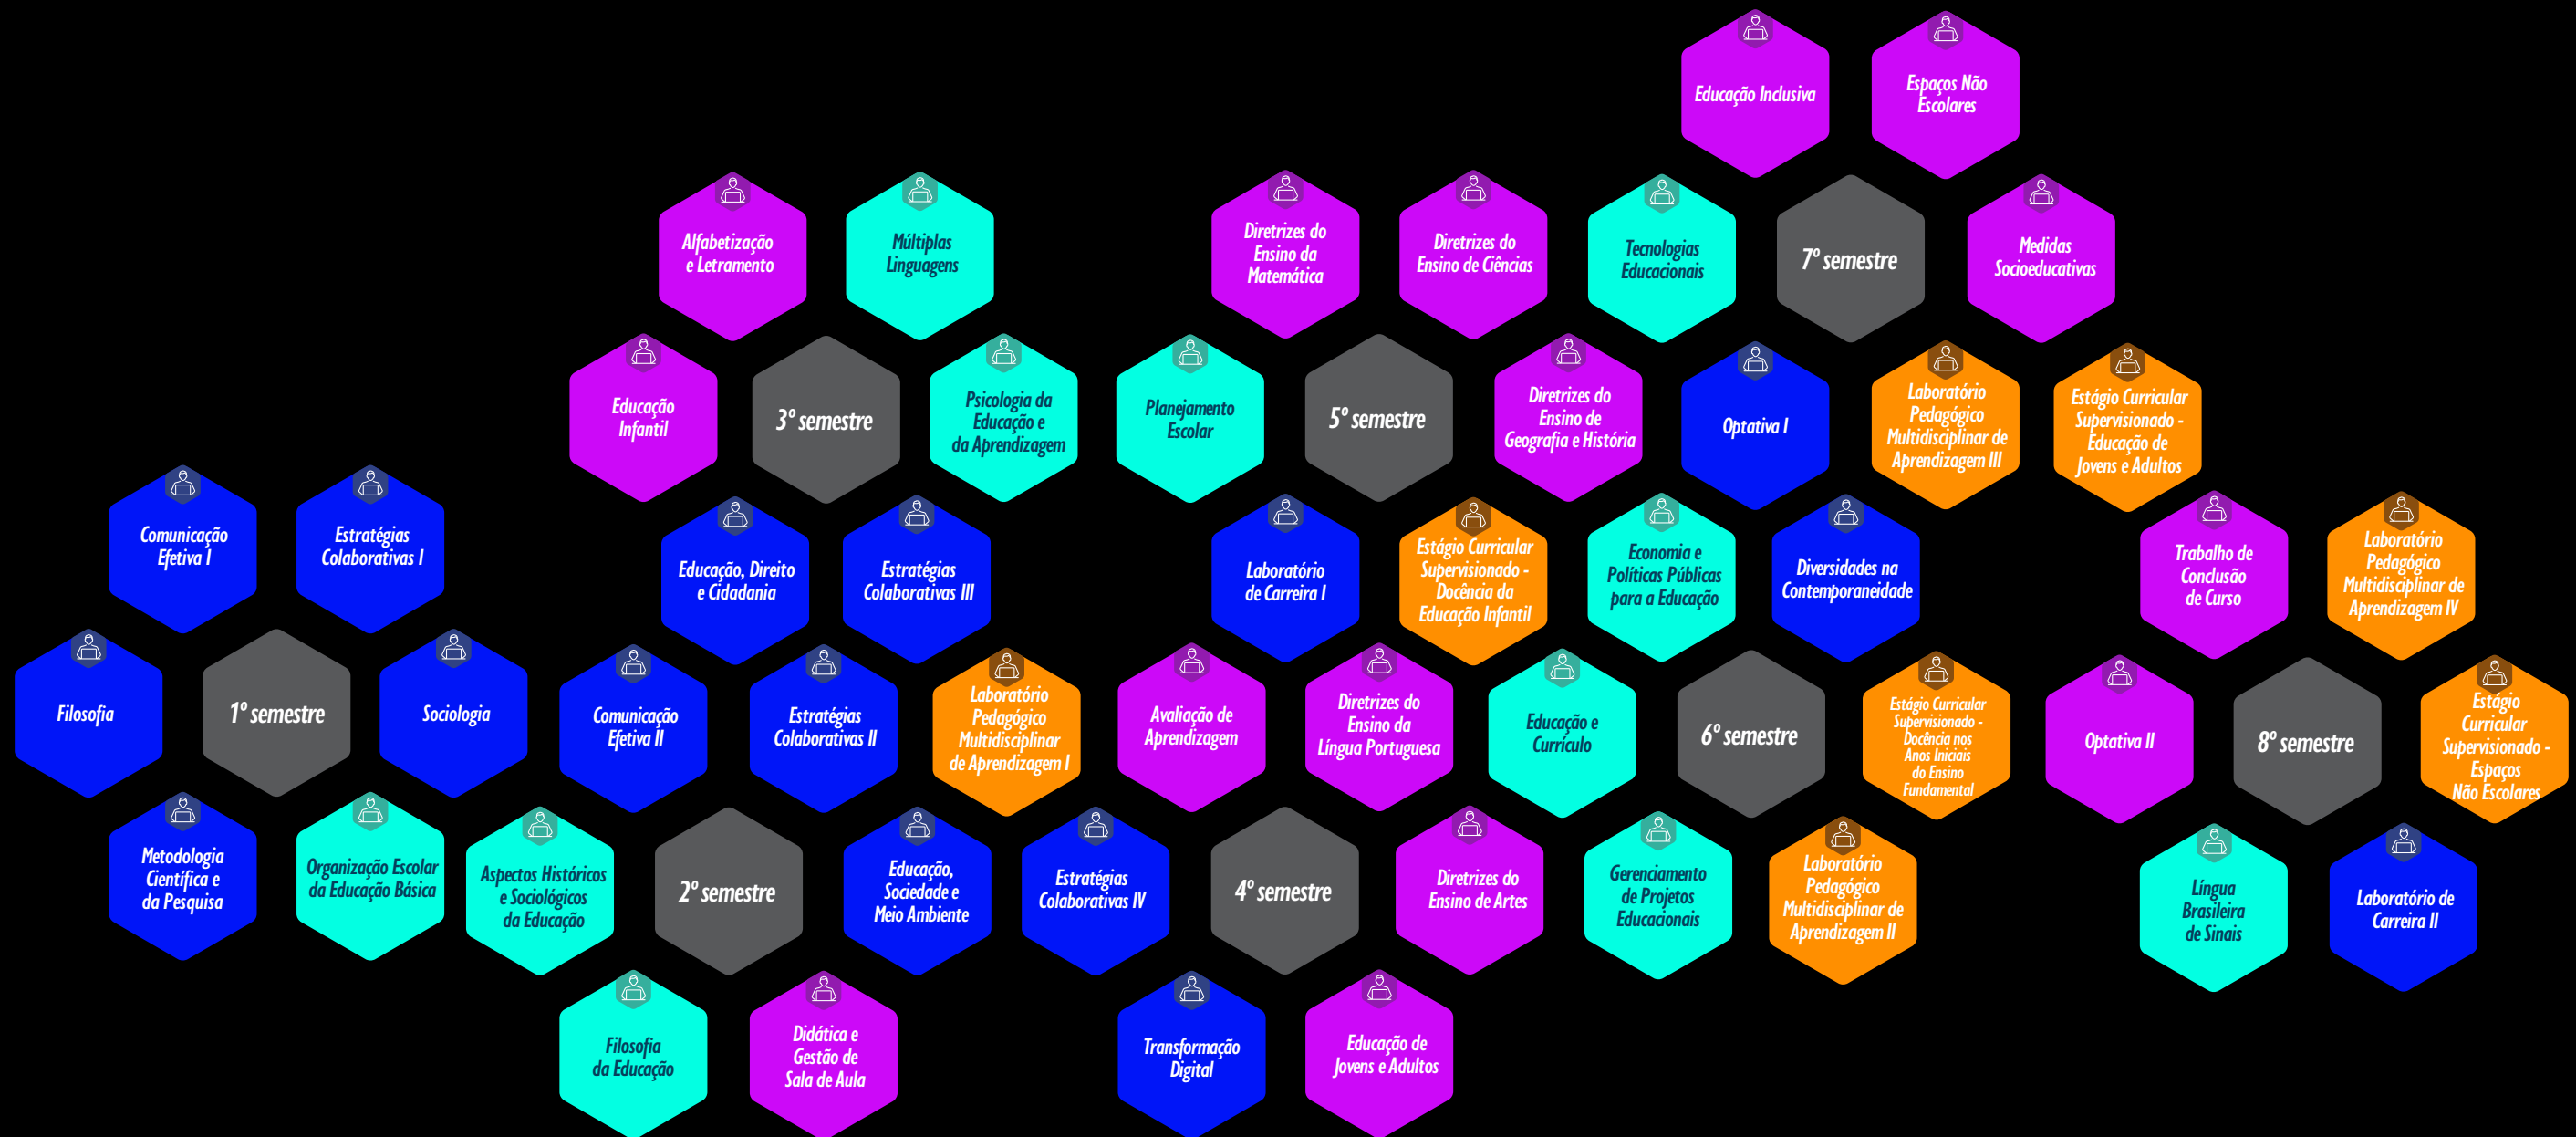 Educação Inclusiva
Espaços Não
Escolares
Alfabetização
e Letramento
Múltiplas
Linguagens
Diretrizes do
Ensino da
Matemática
Diretrizes do
Ensino de Ciências
Tecnologias
Educacionais
7º semestre
Medidas
Socioeducativas
Educação
Infantil
3º semestre
Psicologia da
Educação e
da Aprendizagem
Planejamento
Escolar
5º semestre
Diretrizes do
Ensino de
Geografia e História
Optativa I
Laboratório
Pedagógico
Multidisciplinar de
Aprendizagem III
Estágio Curricular
Supervisionado -
Educação de
Jovens e Adultos
Comunicação
Efetiva I
Estratégias
Colaborativas I
Educação, Direito
e Cidadania
Estratégias
Colaborativas III
Laboratório
de Carreira I
Estágio Curricular
Supervisionado -
Docência da
Educação Infantil
Economia e
Políticas Públicas
para a Educação
Diversidades na
Contemporaneidade
Trabalho de
Conclusão
de Curso
Laboratório
Pedagógico
Multidisciplinar de
Aprendizagem IV
Filosofia
1º semestre
Sociologia
Comunicação
Efetiva II
Estratégias
Colaborativas II
Laboratório
Pedagógico
Multidisciplinar
de Aprendizagem I
Avaliação de
Aprendizagem
Diretrizes do
Ensino da
Língua Portuguesa
Educação e
Currículo
6º semestre
Estágio Curricular
Supervisionado -
Docência nos
Anos Iniciais
do Ensino
Fundamental
Optativa II
8º semestre
Estágio
Curricular
Supervisionado -
Espaços
Não Escolares
Metodologia
Científica e
da Pesquisa
Organização Escolar
da Educação Básica
Aspectos Históricos
e Sociológicos
da Educação
2º semestre
Educação,
Sociedade e
Meio Ambiente
Estratégias
Colaborativas IV
4º semestre
Diretrizes do
Ensino de Artes
Gerenciamento
de Projetos
Educacionais
Laboratório
Pedagógico
Multidisciplinar de
Aprendizagem II
Língua
Brasileira
de Sinais
Laboratório de
Carreira II
Filosofia
da Educação
Didática e
Gestão de
Sala de Aula
Transformação
Digital
Educação de
Jovens e Adultos